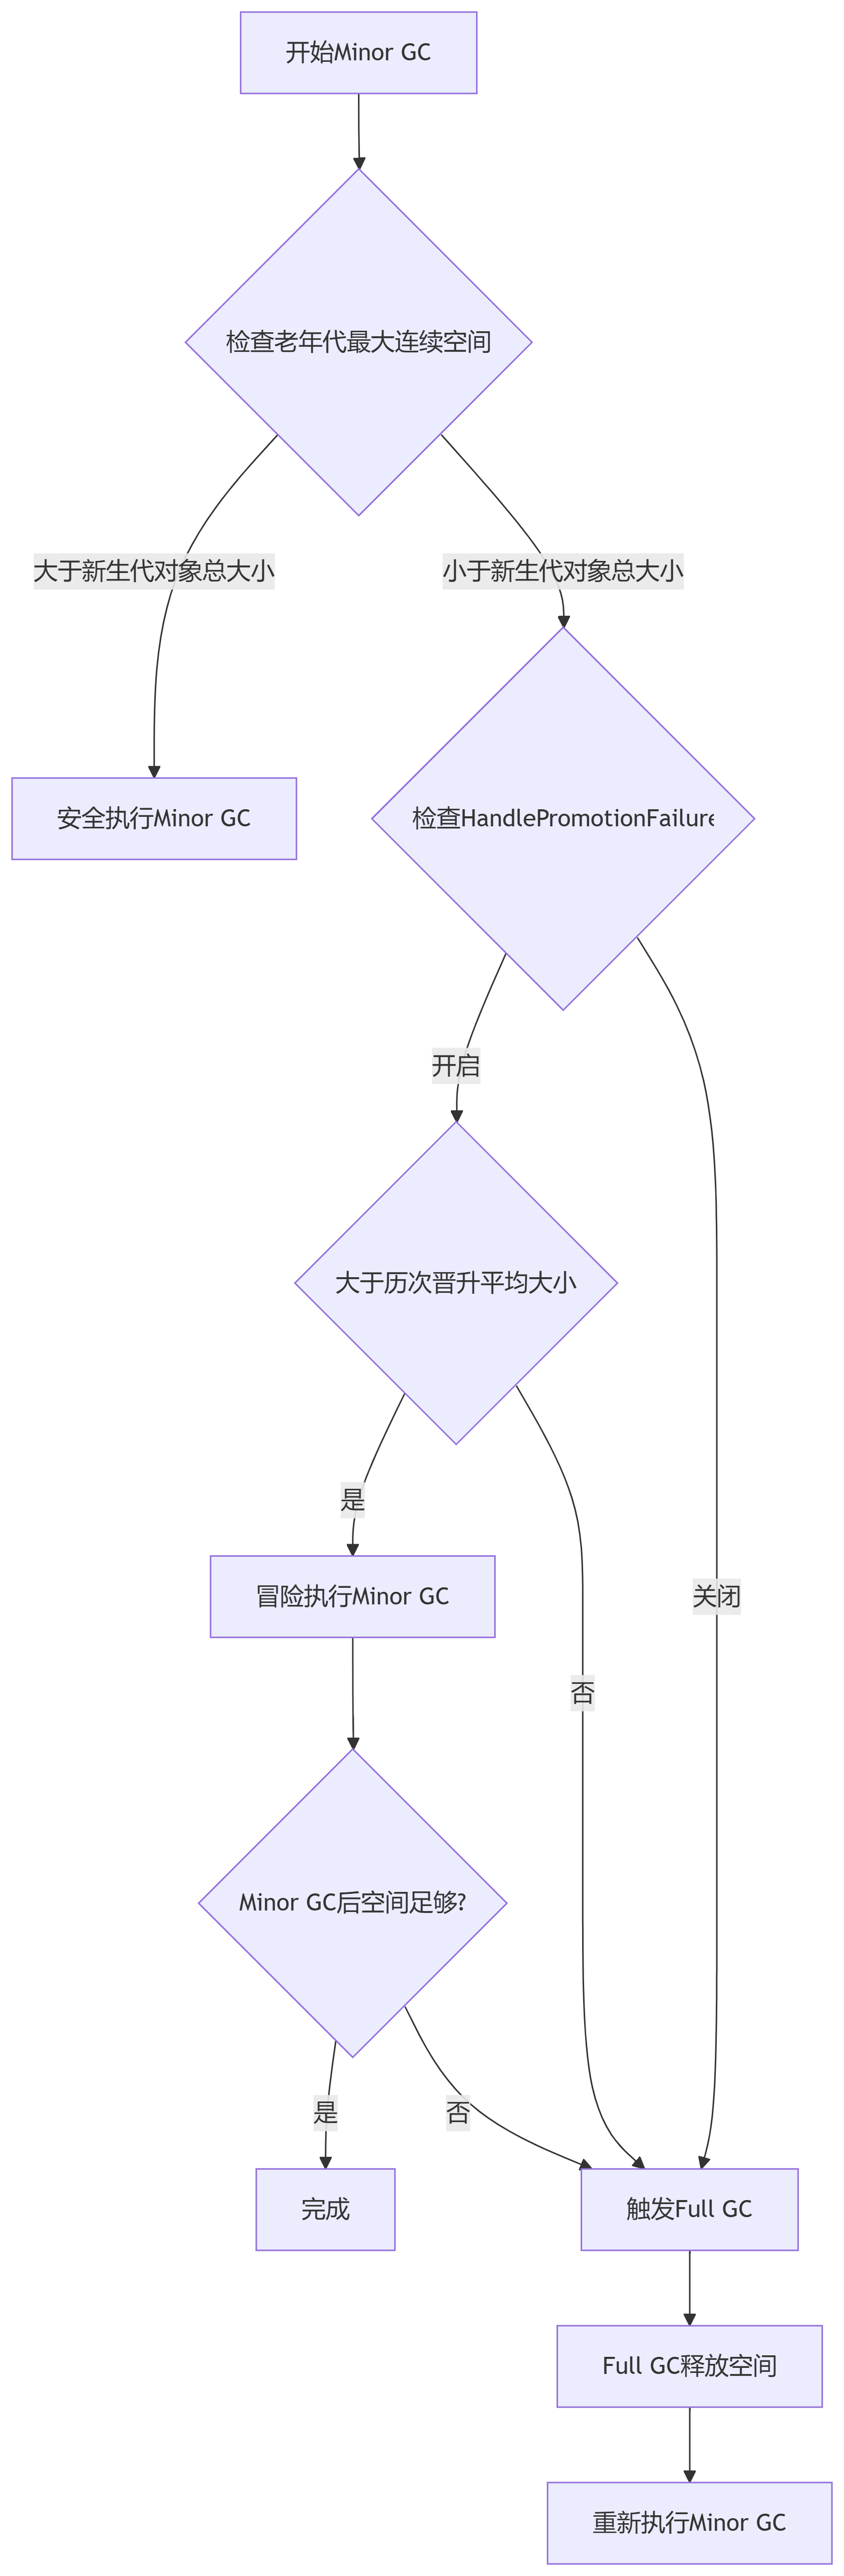 开始Minor GC
检查老年代最大连续空间
大于新生代对象总大小
小于新生代对象总大小
安全执行Minor GC
检查HandlePromotionFailure
开启
大于历次晋升平均大小
是
冒险执行Minor GC
关闭
否
Minor GC后空间足够?
是
否
完成
触发Full GC
Full GC释放空间
重新执行Minor GC